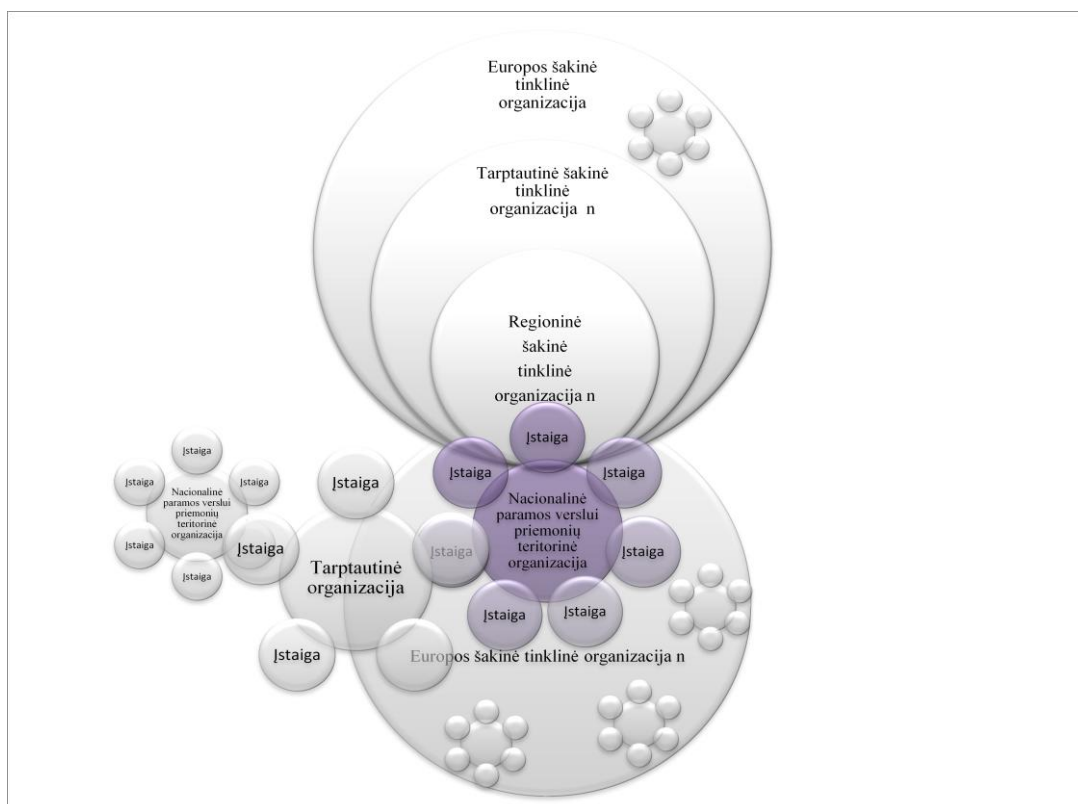 Europos šakinė
tinklinė
organizacija
Tarptautinė šakinė
tinklinė
organizacija n
Regioninė
šakinė
tinklinė
organizacija n
Įstaiga
Įstaiga
Įstaiga
Nacionalinė
paramos verslui
priemonių
teritorinė
organizacija
Įstaiga
Įstaiga
Įstaiga
Įstaiga
Įstaiga
Įstaiga
Įstaiga
Nacionalinė
paramos verslui
priemonių
teritorinė
organizacija
Įstaiga
Įstaiga
Įstaiga
Įstaiga
Tarptautinė
organizacija
Įstaiga
Įstaiga
Europos šakinė tinklinė organizacija n